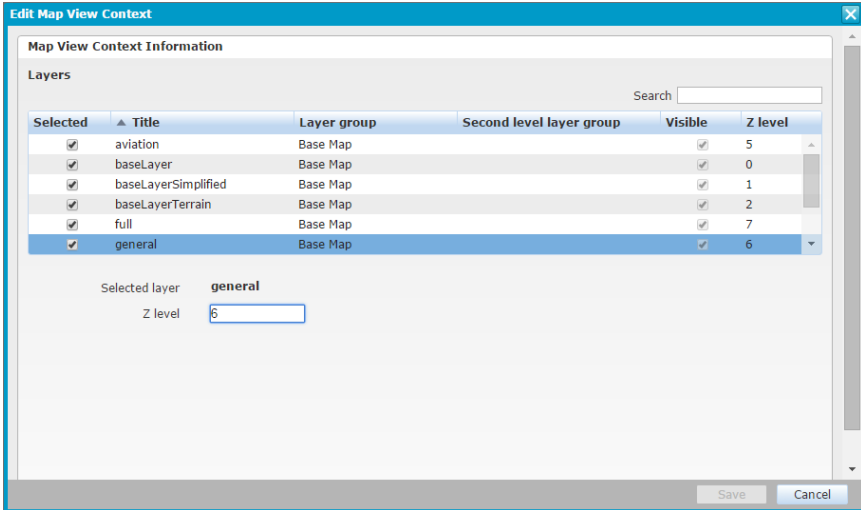 Edit Map View Context
Map View Context Information
Layers
Search
Selected Title Layer group Second level layer group Visible Z level
aviation Base Map 5
baseLayer Base Map 0
baseLayerSimplified Base Map 1
baseLayerTerrain Base Map 2
full Base Map 7
general Base Map 6
Selected layer general
Z level 6
Save Cancel